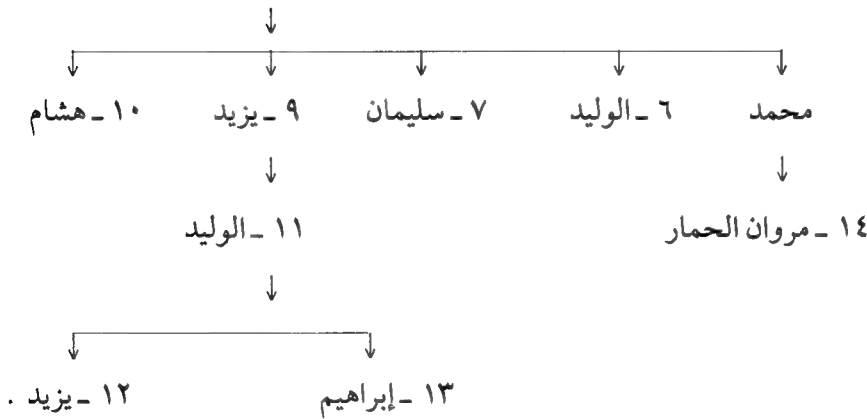 محمد ٦ ـ الوليد ٧ ـ سليمان ٩ ـ يزيد ١٠ ـ هشام
١٤ ـ مروان الحمار ١١ ـ الوليد
١٣ ـ إبراهيم ١٢ ـ يزيد .